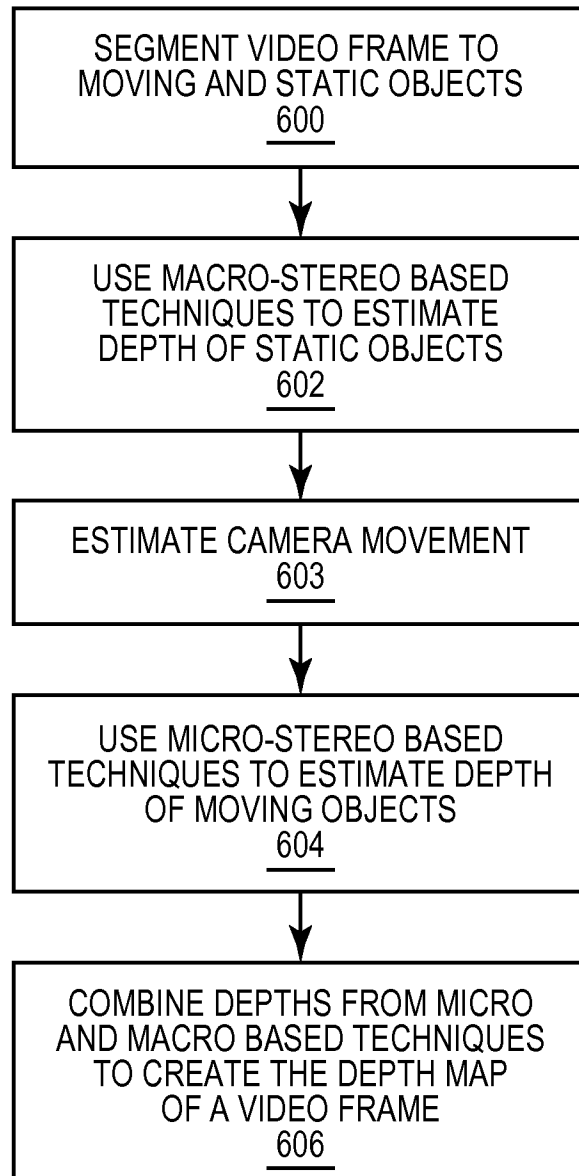 SEGMENT VIDEO FRAME TO
MOVING AND STATIC OBJECTS
600
USE MACRO-STEREO BASED
TECHNIQUES TO ESTIMATE
DEPTH OF STATIC OBJECTS
602
ESTIMATE CAMERA MOVEMENT
603
USE MICRO-STEREO BASED
TECHNIQUES TO ESTIMATE DEPTH
OF MOVING OBJECTS
604
COMBINE DEPTHS FROM MICRO
AND MACRO BASED TECHNIQUES
TO CREATE THE DEPTH MAP
OF A VIDEO FRAME
606